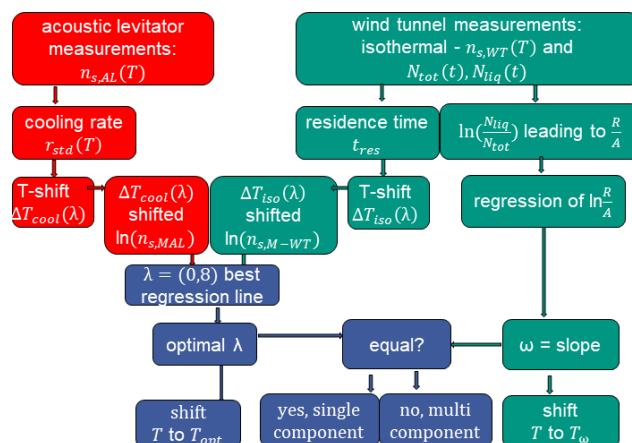 acoustic levitator
measurements:
n_{s,AL}(T)
wind tunnel measurements:
isothermal - n_{s,WT}(T) and
N_{tot}(t), N_{liq}(t)
cooling rate
r_{std}(T)
residence time
t_{res}
ln(\frac{N_{liq}}{N_{tot}}) leading to \frac{R}{A}
T-shift
ΔT_{cool}(λ)
ΔT_{cool}(λ)
shifted
ln(n_{s,MAL})
ΔT_{iso}(λ)
shifted
ln(n_{s,M-WT})
T-shift
ΔT_{iso}(λ)
regression of ln\frac{R}{A}
λ = (0,8) best
regression line
optimal λ
equal?
ω = slope
shift
T to T_{opt}
yes, single
component
no, multi
component
shift
T to T_ω